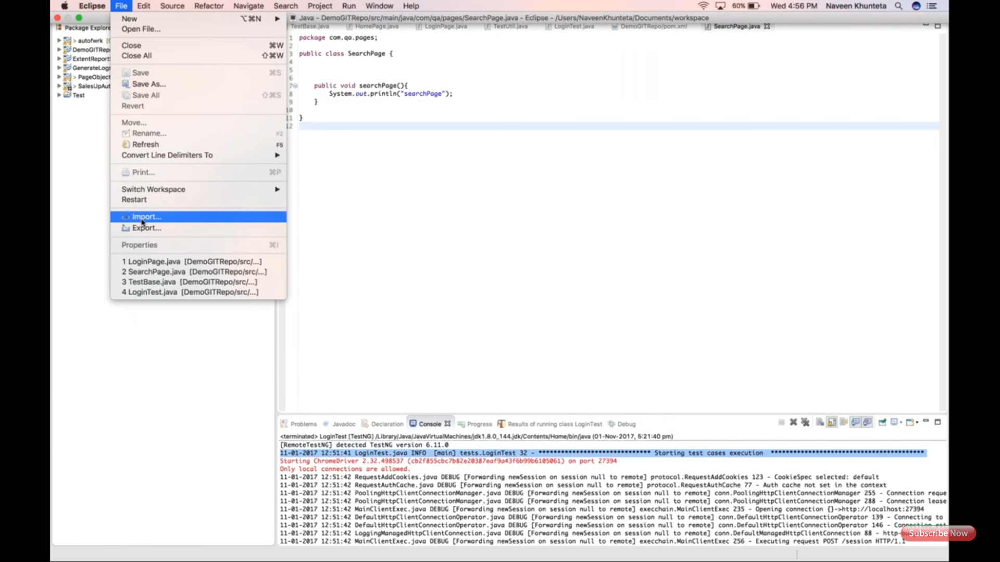 Eclipse File Edit Source Refactor Navigate Search Project Run Window Help 60% Wed 4:56 PM Naveen Khunteta
Java - DemoGITRepo/src/main/java/com/qa/pages/SearchPage.java - Eclipse - /Users/NaveenKhunteta/Documents/workspace
Package Explore
> autofwrk
DemoGITRep
ExtentReport
GenerateLogs
> PageObject
> SalesUpAut
Test
New ⌥⌘N
Open File...
Close ⌘W
Close All ⇧⌘W
Save ⌘S
Save As...
Save All ⇧⌘S
Revert
Move...
Rename... F2
Refresh F5
Convert Line Delimiters To
Print... ⌘P
Switch Workspace
Restart
Import...
Export...
Properties ⌘I
1 LoginPage.java [DemoGITRepo/src/...]
2 SearchPage.java [DemoGITRepo/src/...]
3 TestBase.java [DemoGITRepo/src/...]
4 LoginTest.java [DemoGITRepo/src/...]
TestBase.java HomePage.java LoginPage.java TestUtil.java LoginTest.java DemoGITRepo/pom.xml SearchPage.java
1 package com.qa.pages;
2
3 public class SearchPage {
4
5
6
7 public void searchPage(){
8 System.out.println("searchPage");
9 }
10
11 }
12
Problems Javadoc Declaration Console Progress Results of running class LoginTest Debug
<terminated> LoginTest [TestNG] /Library/Java/JavaVirtualMachines/jdk1.8.0_144.jdk/Contents/Home/bin/java (01-Nov-2017, 5:21:40 pm)
[RemoteTestNG] detected TestNG version 6.11.0
11-01-2017 12:51:41 LoginTest.java INFO [main] tests.LoginTest 32 - ****************************** Starting test cases execution *****************************************
Starting ChromeDriver 2.32.498537 (cb2f855cbc7b82e20387eaf9a43f6b99b6105061) on port 27394
Only local connections are allowed.
11-01-2017 12:51:42 RequestAddCookies.java DEBUG [Forwarding newSession on session null to remote] protocol.RequestAddCookies 123 - CookieSpec selected: default
11-01-2017 12:51:42 RequestAuthCache.java DEBUG [Forwarding newSession on session null to remote] protocol.RequestAuthCache 77 - Auth cache not set in the context
11-01-2017 12:51:42 PoolingHttpClientConnectionManager.java DEBUG [Forwarding newSession on session null to remote] conn.PoolingHttpClientConnectionManager 255 - Connection reque
11-01-2017 12:51:42 PoolingHttpClientConnectionManager.java DEBUG [Forwarding newSession on session null to remote] conn.PoolingHttpClientConnectionManager 288 - Connection lease
11-01-2017 12:51:42 MainClientExec.java DEBUG [Forwarding newSession on session null to remote] execchain.MainClientExec 235 - Opening connection {}->http://localhost:27394
11-01-2017 12:51:42 DefaultHttpClientConnectionOperator.java DEBUG [Forwarding newSession on session null to remote] conn.DefaultHttpClientConnectionOperator 139 - Connecting to
11-01-2017 12:51:42 DefaultHttpClientConnectionOperator.java DEBUG [Forwarding newSession on session null to remote] conn.DefaultHttpClientConnectionOperator 146 - Connection
11-01-2017 12:51:42 LoggingManagedHttpClientConnection.java DEBUG [Forwarding newSession on session null to remote] conn.DefaultManagedHttpClientConnection 88 - http-
11-01-2017 12:51:42 MainClientExec.java DEBUG [Forwarding newSession on session null to remote] execchain.MainClientExec 256 - Executing request POST /session HTTP/1.1
Subscribe Now